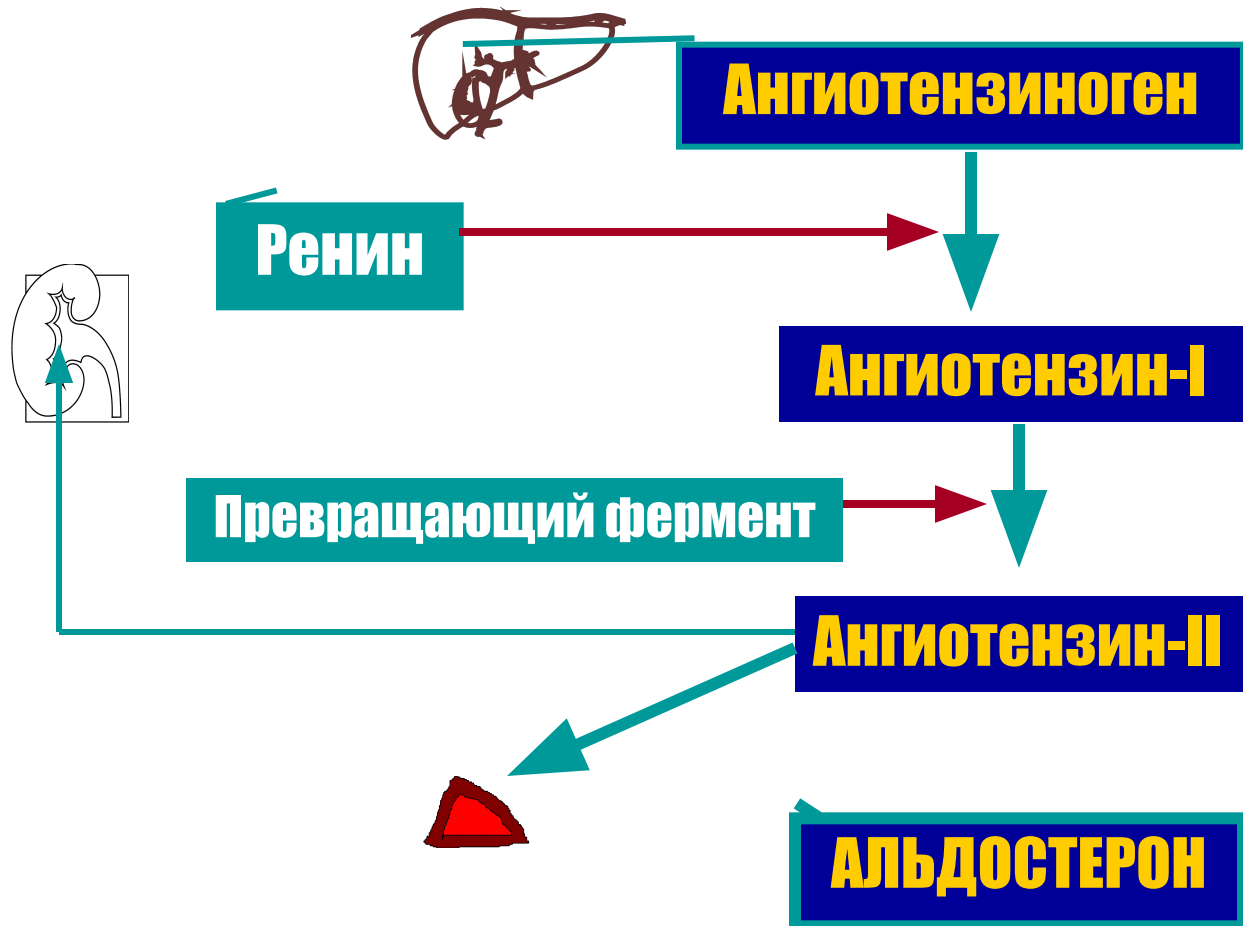 Ангиотензиноген
Ренин
Ангиотензин-I
Превращающий фермент
Ангиотензин-II
АЛЬДОСТЕРОН